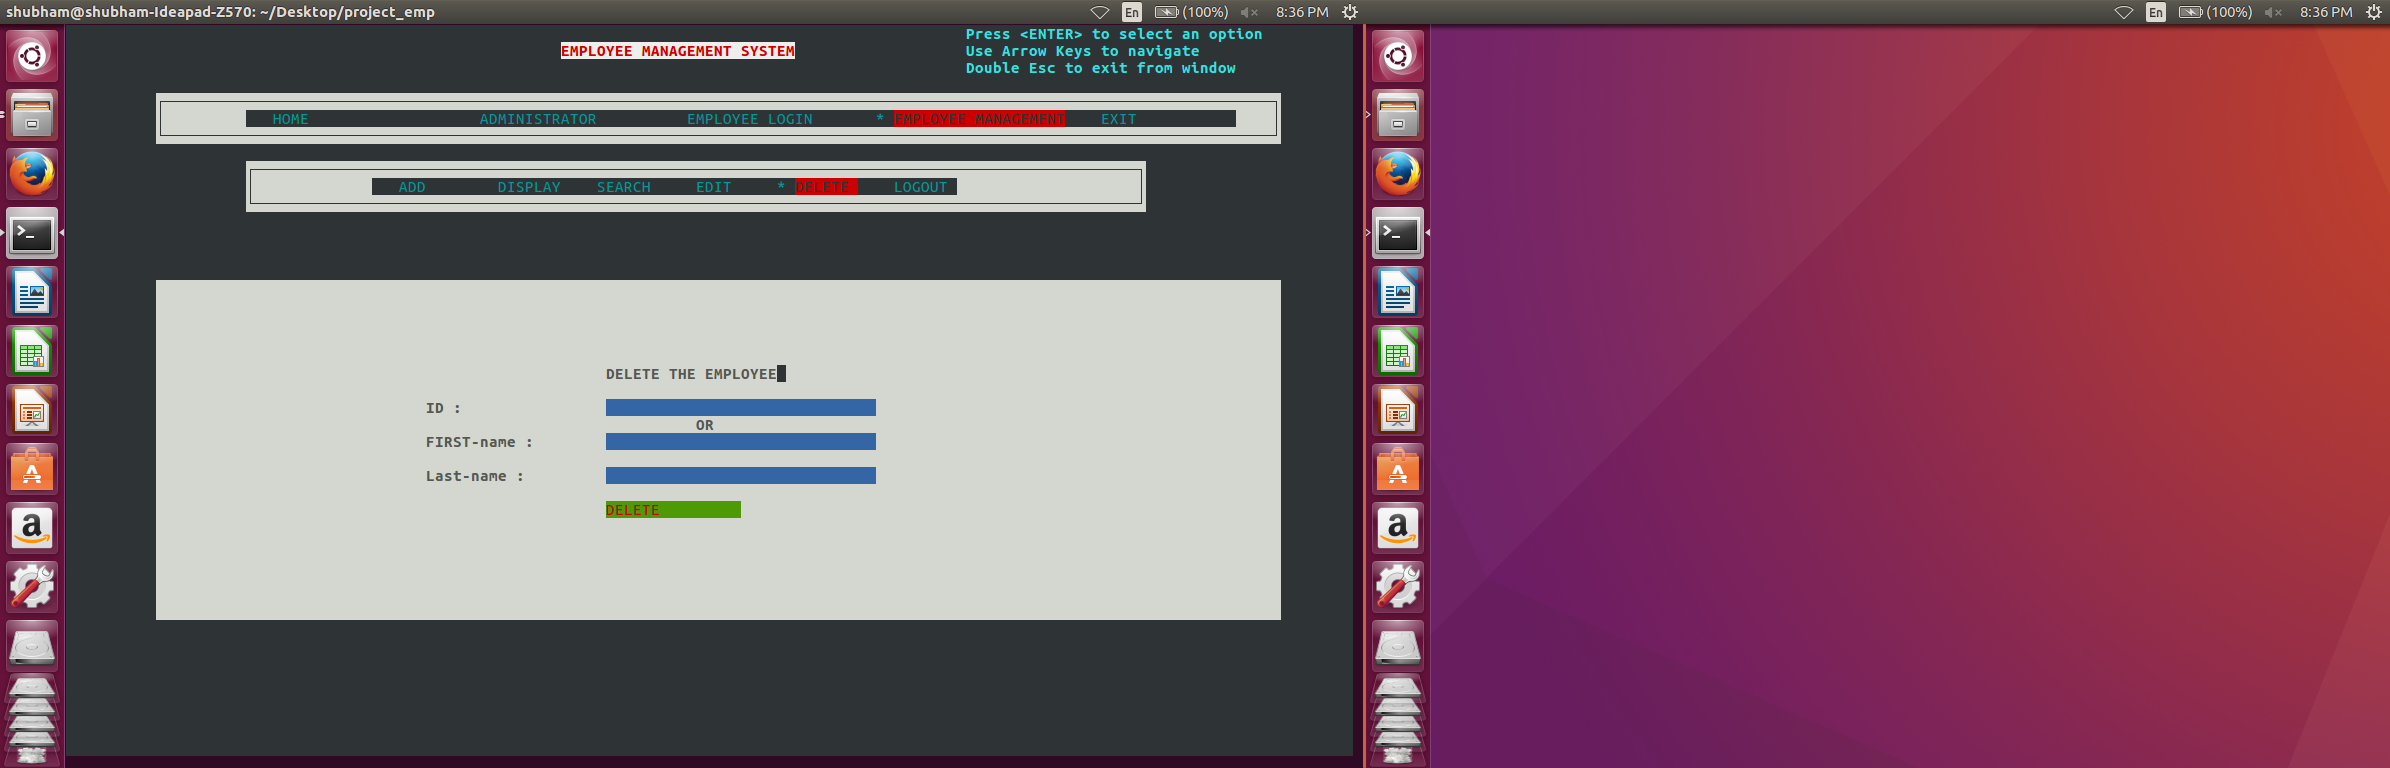 shubham@shubham-Ideapad-Z570: ~/Desktop/project_emp En (100%) 8:36 PM En (100%) 8:36 PM
Press <ENTER> to select an option
EMPLOYEE MANAGEMENT SYSTEM Use Arrow Keys to navigate
Double Esc to exit from window
HOME ADMINISTRATOR EMPLOYEE LOGIN * EMPLOYEE MANAGEMENT EXIT
ADD DISPLAY SEARCH EDIT * DELETE LOGOUT
DELETE THE EMPLOYEE
ID :
OR
FIRST-name :
Last-name :
DELETE